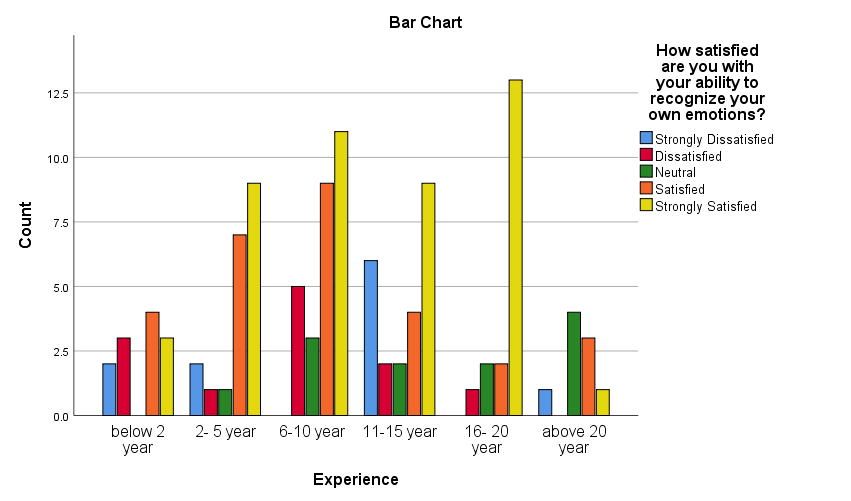 Bar Chart
How satisfied
are you with
your ability to
recognize your
own emotions?
Strongly Dissatisfied
Dissatisfied
Neutral
Satisfied
Strongly Satisfied
Count
12.5
10.0
7.5
5.0
2.5
0.0
below 2
year
2- 5 year
6-10 year
11-15 year
16- 20
year
above 20
year
Experience